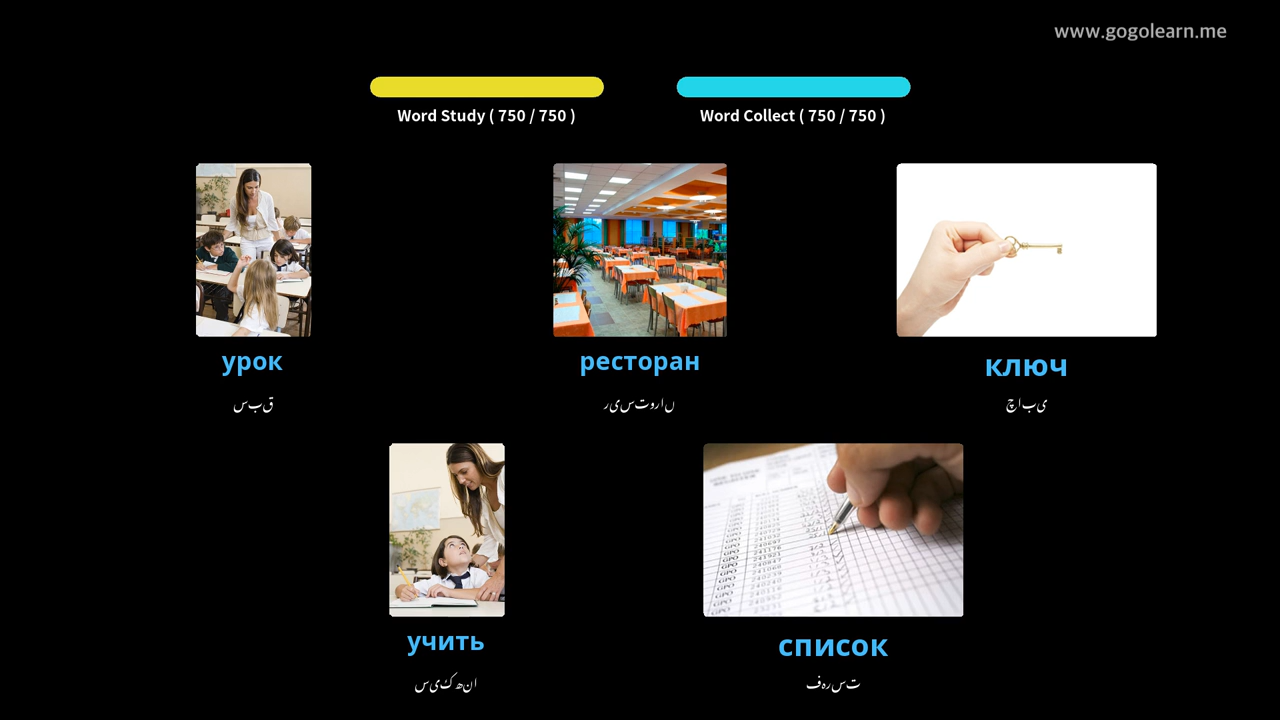 www.gogolearn.me
Word Study ( 750 / 750 )
Word Collect ( 750 / 750 )
урок
ресторан
ключ
سبق
ریستوراں
چابی
учить
список
سیکھنا
فہرست